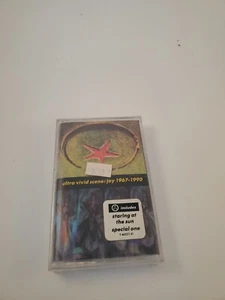 ultra vivid scene: joy 1967-1990
includes
staring at
the sun
special one